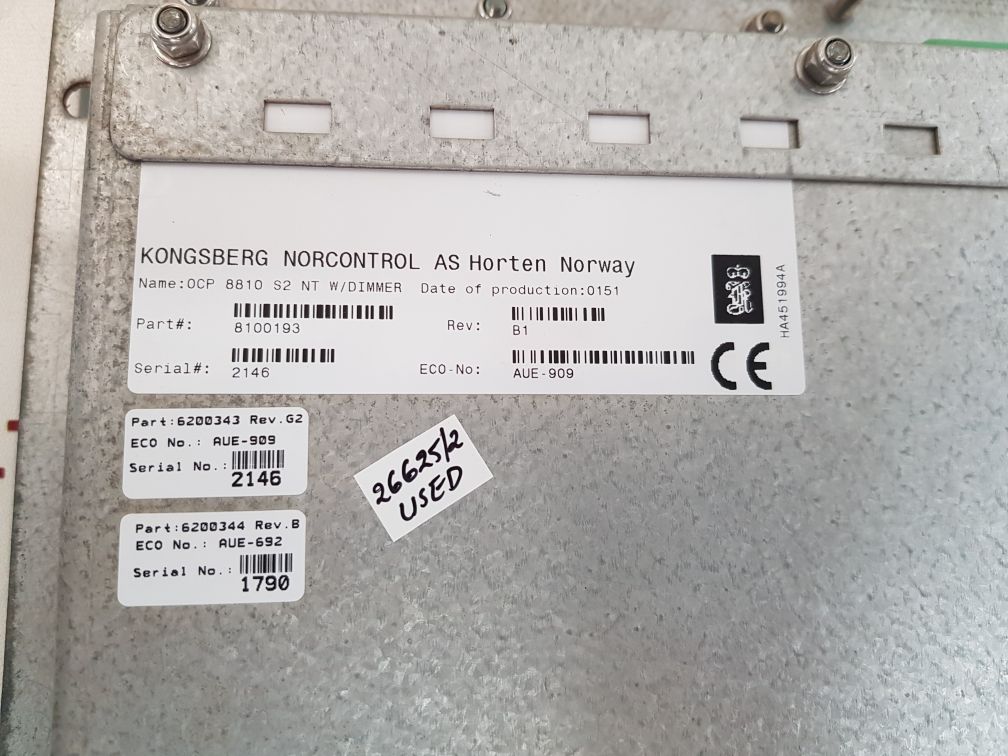 KONGSBERG NORCONTROL AS Horten Norway
Name:OCP 8810 S2 NT W/DIMMER Date of production:0151
Part#: 8100193 Rev: B1
Serial#: 2146 ECO-No: AUE-909
CE
HA451994A
Part:6200343 Rev.G2
ECO No.: AUE-909
Serial No.:
2146
Part:6200344 Rev.B
ECO No.: AUE-692
Serial No.:
1790
26625/2
USED